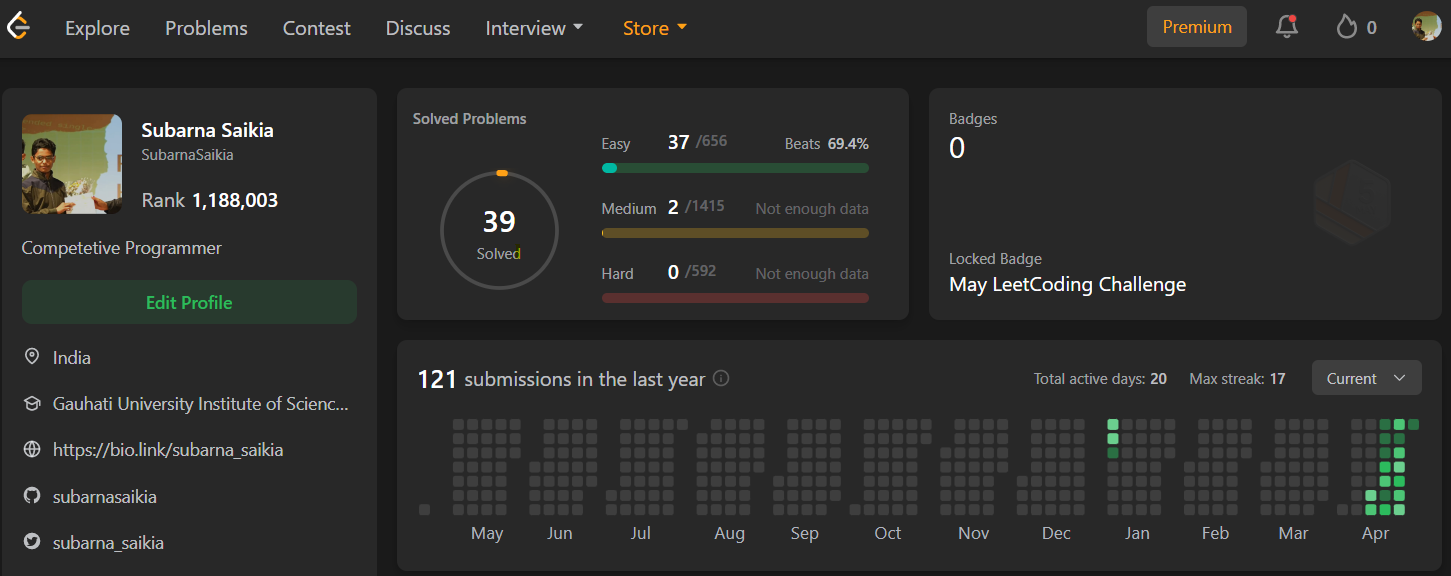 Explore Problems Contest Discuss Interview Store Premium 0
Subarna Saikia
SubarnaSaikia
Rank 1,188,003
Competetive Programmer
Edit Profile
India
Gauhati University Institute of Scienc...
https://bio.link/subarna_saikia
subarnasaikia
subarna_saikia
Solved Problems
39
Solved
Easy 37 /656 Beats 69.4%
Medium 2 /1415 Not enough data
Hard 0 /592 Not enough data
Badges
0
Locked Badge
May LeetCoding Challenge
121 submissions in the last year Total active days: 20 Max streak: 17 Current
May Jun Jul Aug Sep Oct Nov Dec Jan Feb Mar Apr